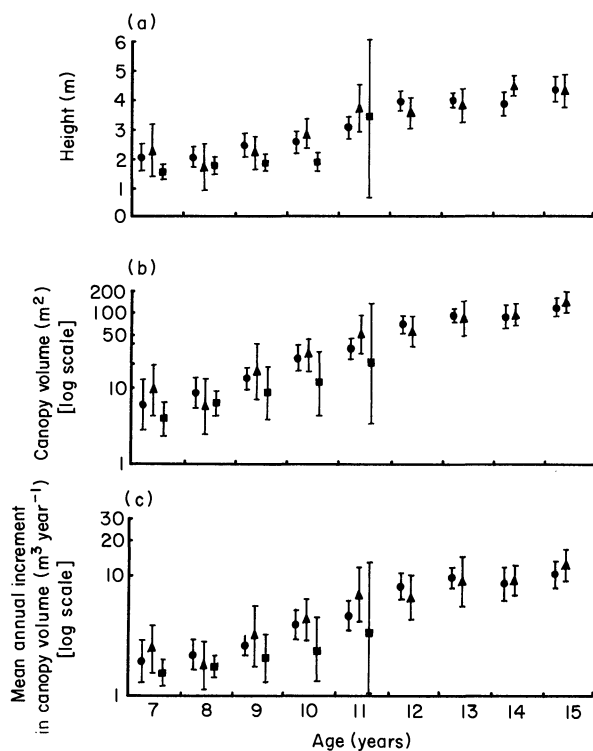 (a)
6
5
4
3
2
1
0
Height (m)
(b)
200
100
50
10
1
Canopy volume (m²)
[log scale]
(c)
30
20
10
1
Mean annual increment
in canopy volume (m³ year⁻¹)
[log scale]
7 8 9 10 11 12 13 14 15
Age (years)